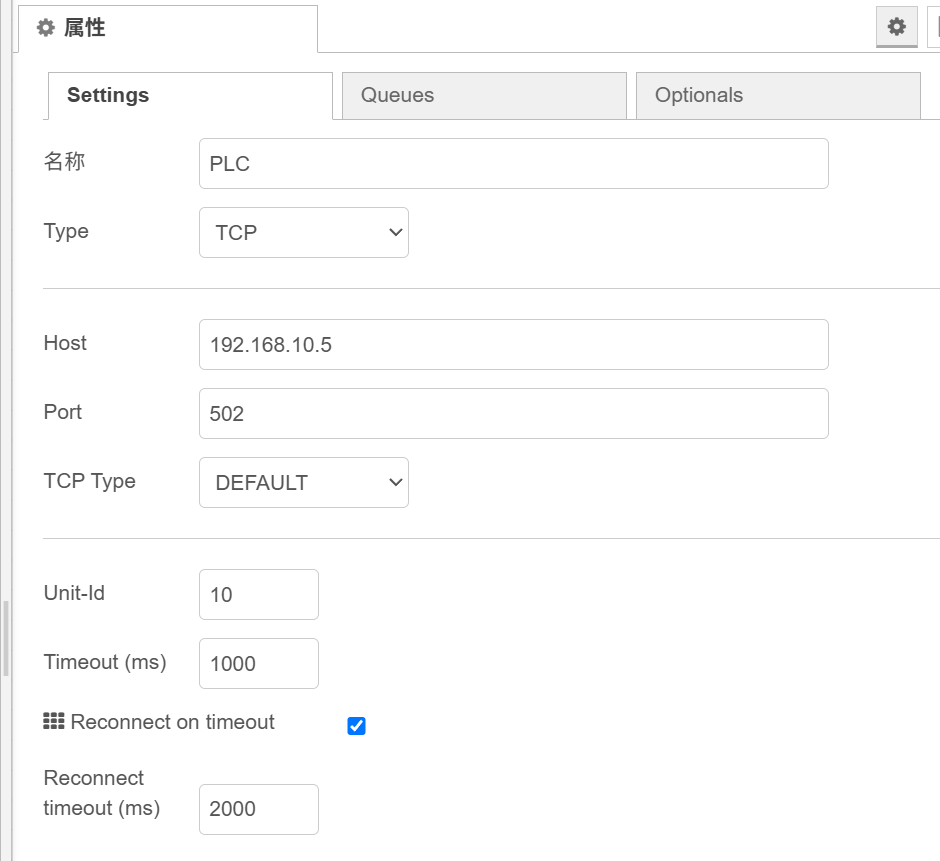 属性
Settings
Queues
Optionals
名称
PLC
Type
TCP
Host
192.168.10.5
Port
502
TCP Type
DEFAULT
Unit-Id
10
Timeout (ms)
1000
Reconnect on timeout
Reconnect
timeout (ms)
2000